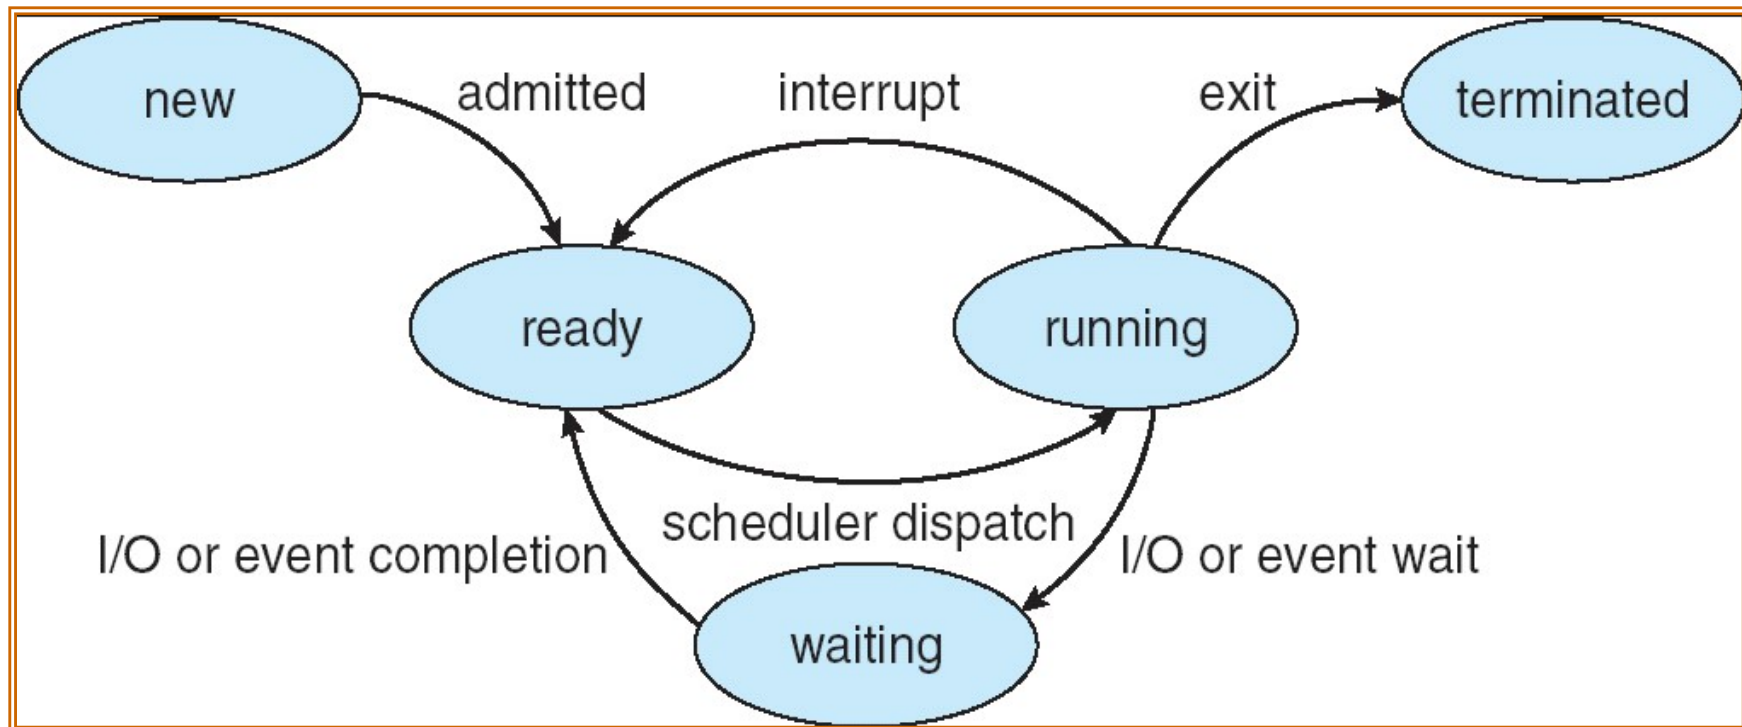 new
admitted
interrupt
exit
terminated
ready
running
scheduler dispatch
I/O or event completion
I/O or event wait
waiting